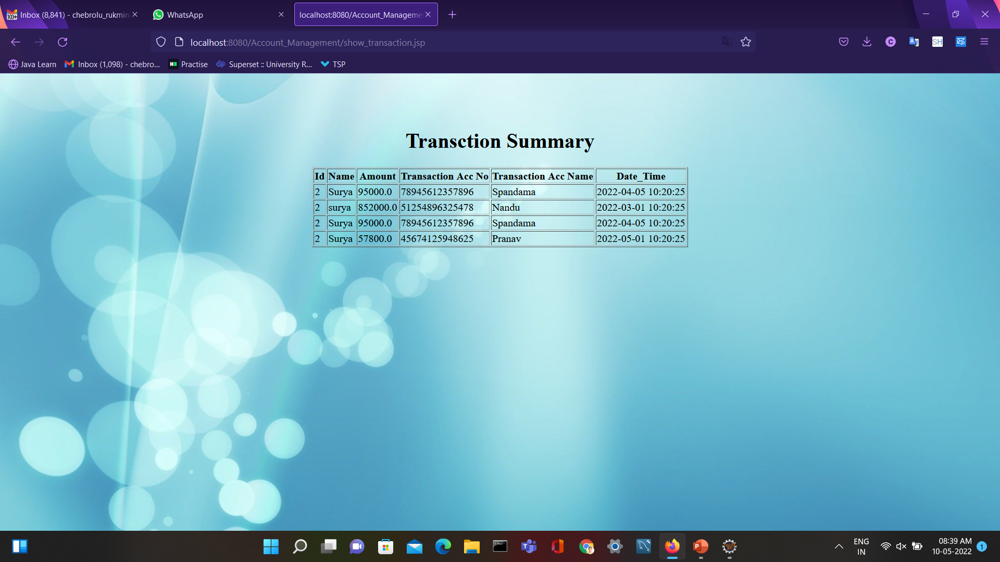 Inbox (8,841) - chebrolu_rukmin
WhatsApp
localhost:8080/Account_Manageme
localhost:8080/Account_Management/show_transaction.jsp
Java Learn
Inbox (1,098) - chebro...
Practise
Superset :: University R...
TSP
Transction Summary
Id Name Amount Transaction Acc No Transaction Acc Name Date_Time
2 Surya 95000.0 78945612357896 Spandama 2022-04-05 10:20:25
2 surya 852000.0 51254896325478 Nandu 2022-03-01 10:20:25
2 Surya 95000.0 78945612357896 Spandama 2022-04-05 10:20:25
2 Surya 57800.0 45674125948625 Pranav 2022-05-01 10:20:25
ENG
IN
08:39 AM
10-05-2022
1